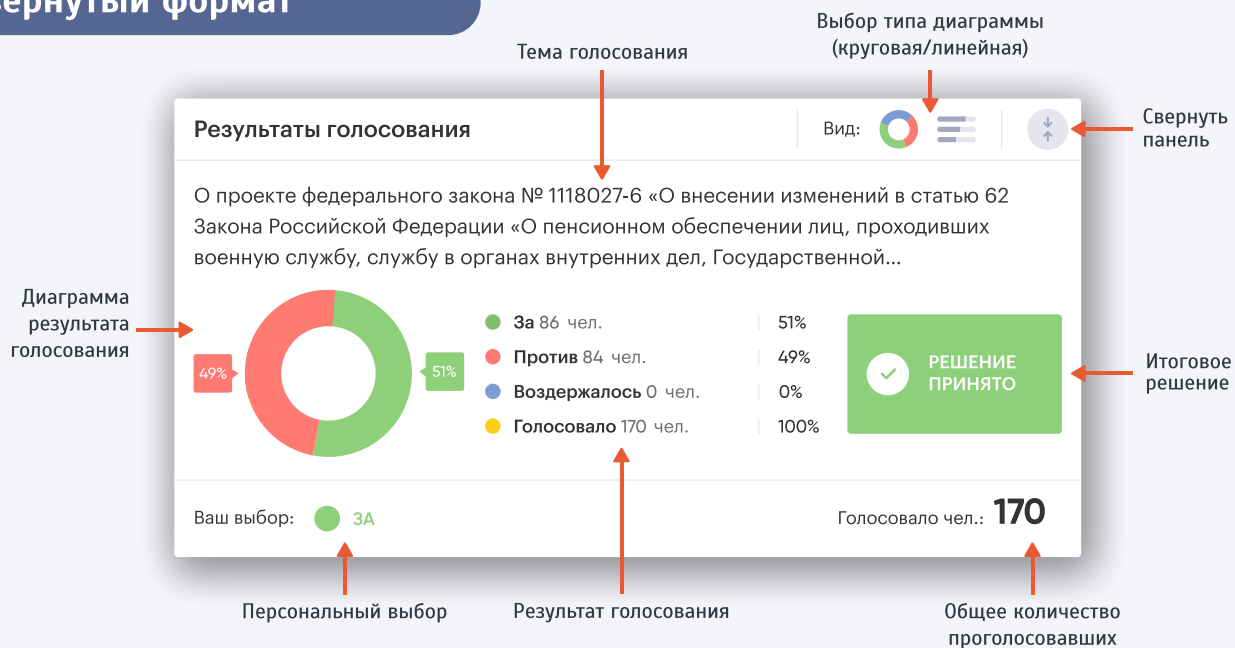 формат
Выбор типа диаграммы
(круговая/линейная)
Тема голосования
Свернуть
панель
Результаты голосования
Вид:
О проекте федерального закона № 1118027-6 «О внесении изменений в статью 62
Закона Российской Федерации «О пенсионном обеспечении лиц, проходивших
военную службу, службу в органах внутренних дел, Государственной...
Диаграмма
результата
голосования
49%
51%
За 86 чел. 51%
Против 84 чел. 49%
Воздержалось 0 чел. 0%
Голосовало 170 чел. 100%
РЕШЕНИЕ
ПРИНЯТО
Итоговое
решение
Ваш выбор: ЗА
Голосовало чел.: 170
Персональный выбор
Результат голосования
Общее количество
проголосовавших